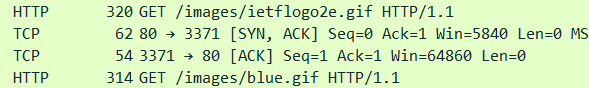 HTTP 320 GET /images/ietflogo2e.gif HTTP/1.1
TCP 62 80 → 3371 [SYN, ACK] Seq=0 Ack=1 Win=5840 Len=0 MS
TCP 54 3371 → 80 [ACK] Seq=1 Ack=1 Win=64860 Len=0
HTTP 314 GET /images/blue.gif HTTP/1.1